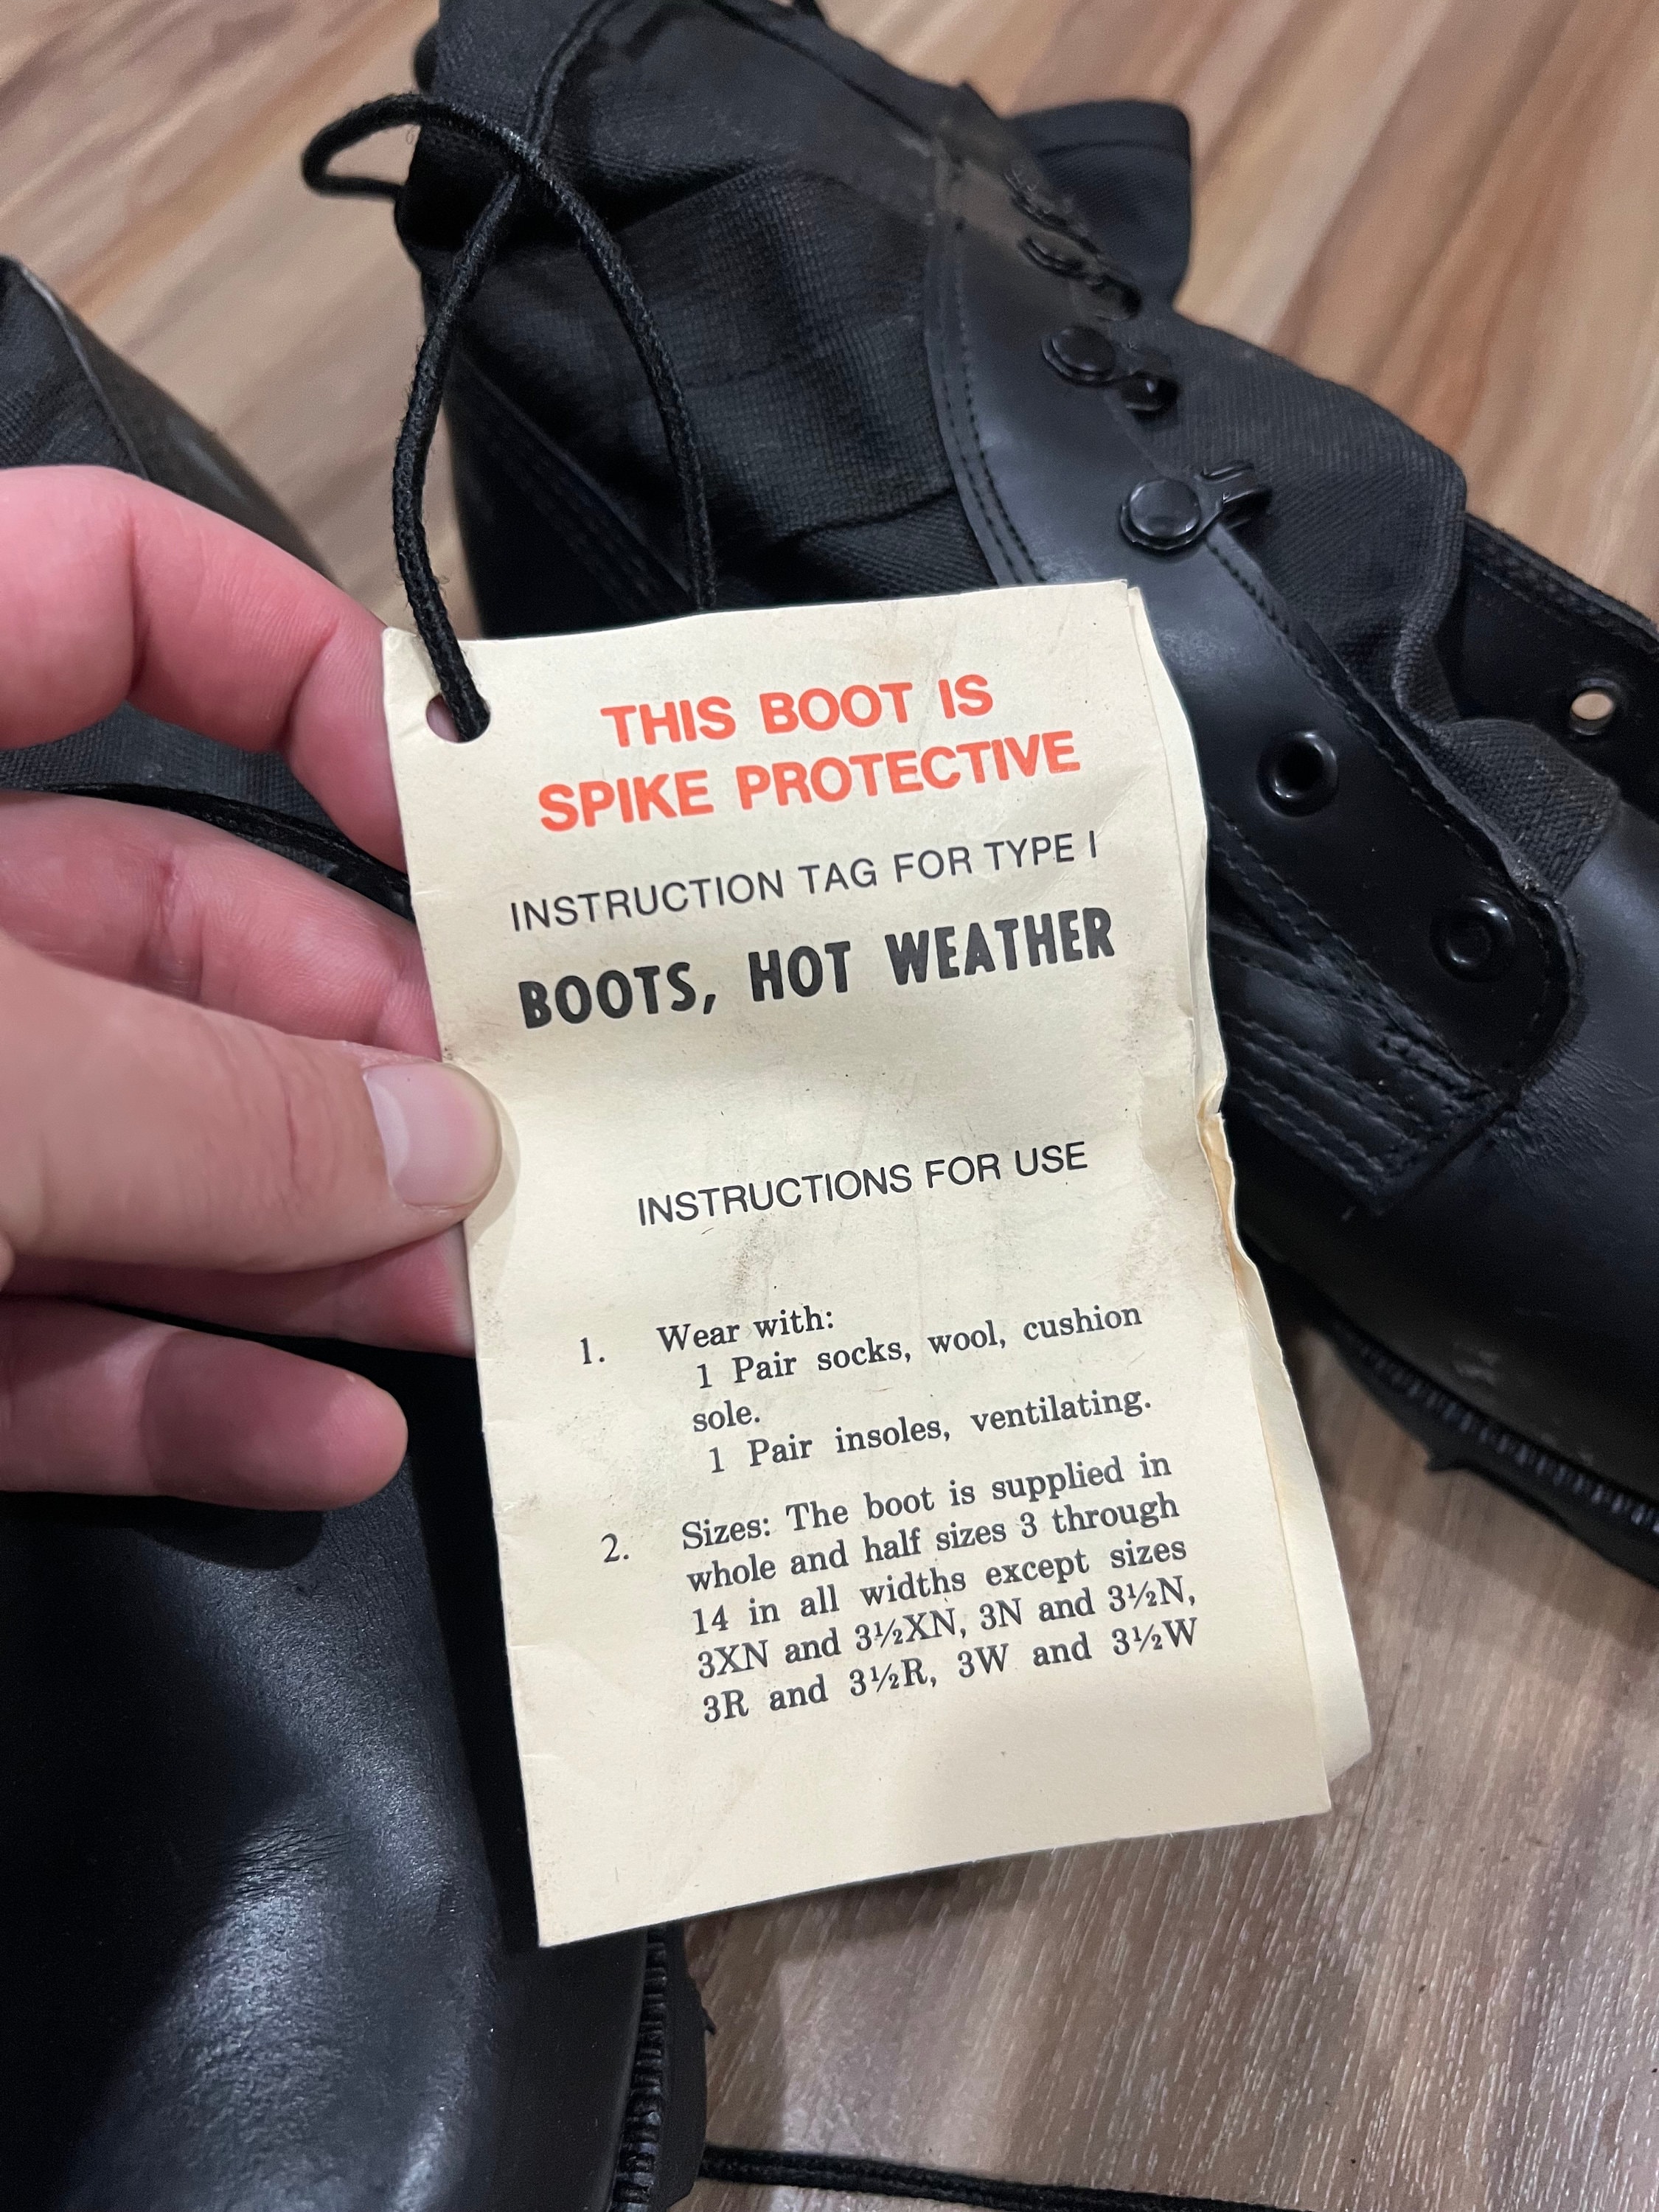 THIS BOOT IS
SPIKE PROTECTIVE
INSTRUCTION TAG FOR TYPE I
BOOTS, HOT WEATHER
INSTRUCTIONS FOR USE
1. Wear with:
1 Pair socks, wool, cushion
sole.
1 Pair insoles, ventilating.
2. Sizes: The boot is supplied in
whole and half sizes 3 through
14 in all widths except sizes
3XN and 3½XN, 3N and 3½N,
3R and 3½R, 3W and 3½W